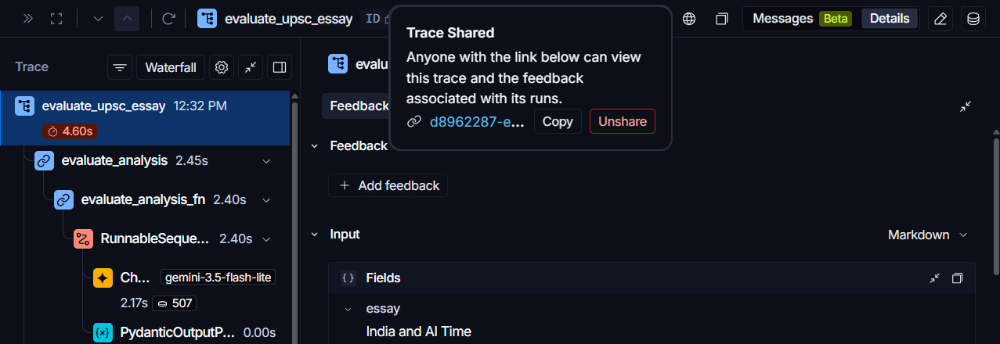 evaluate_upsc_essay ID
Messages Beta Details
Trace Shared
Anyone with the link below can view
this trace and the feedback
associated with its runs.
d8962287-e... Copy Unshare
Trace Waterfall
evaluate_upsc_essay 12:32 PM
4.60s
evaluate_analysis 2.45s
evaluate_analysis_fn 2.40s
RunnableSeque... 2.40s
Ch... gemini-3.5-flash-lite
2.17s 507
PydanticOutputP... 0.00s
evalu
Feedback
Feedback
+ Add feedback
Input Markdown
{} Fields
essay
India and AI Time